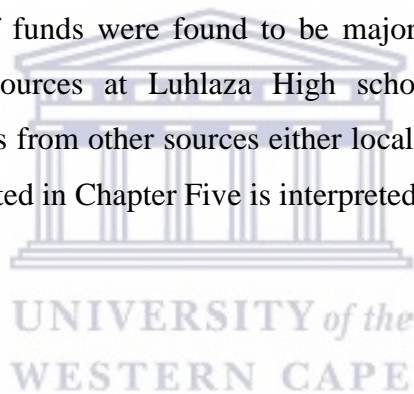 f funds were found to be major
ources at Luhlaza High scho
s from other sources either local
ted in Chapter Five is interpreted
UNIVERSITY of the
WESTERN CAPE